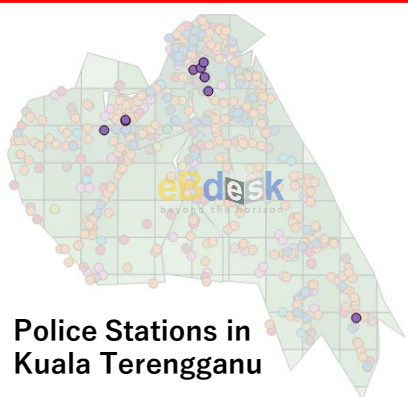 eBdesk
beyond the horizon
Police Stations in
Kuala Terengganu